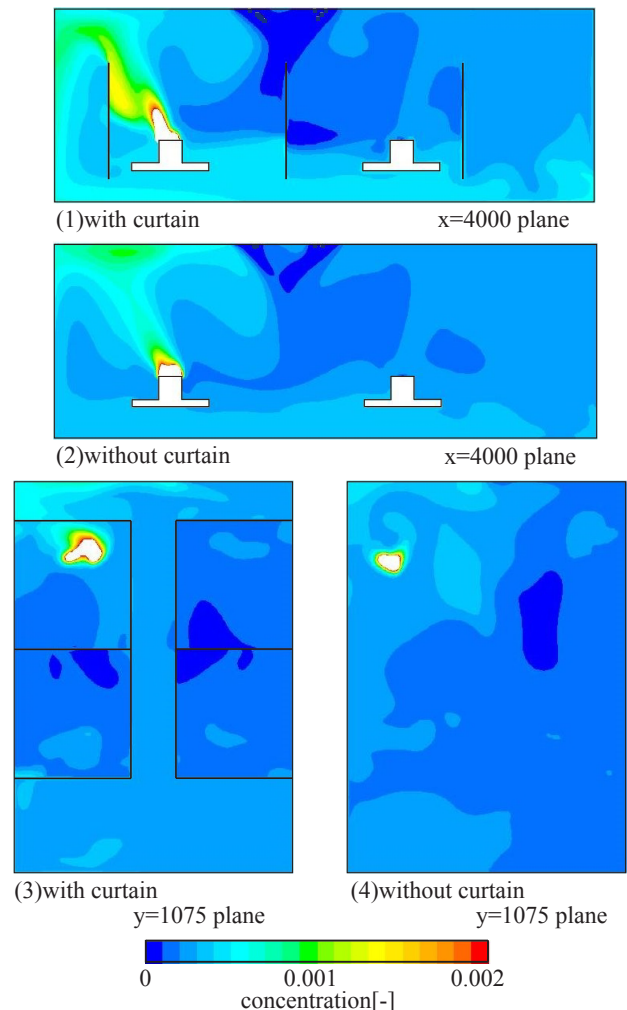 (1)with curtain x=4000 plane
(2)without curtain x=4000 plane
(3)with curtain
y=1075 plane
(4)without curtain
y=1075 plane
0 0.001 0.002
concentration[-]